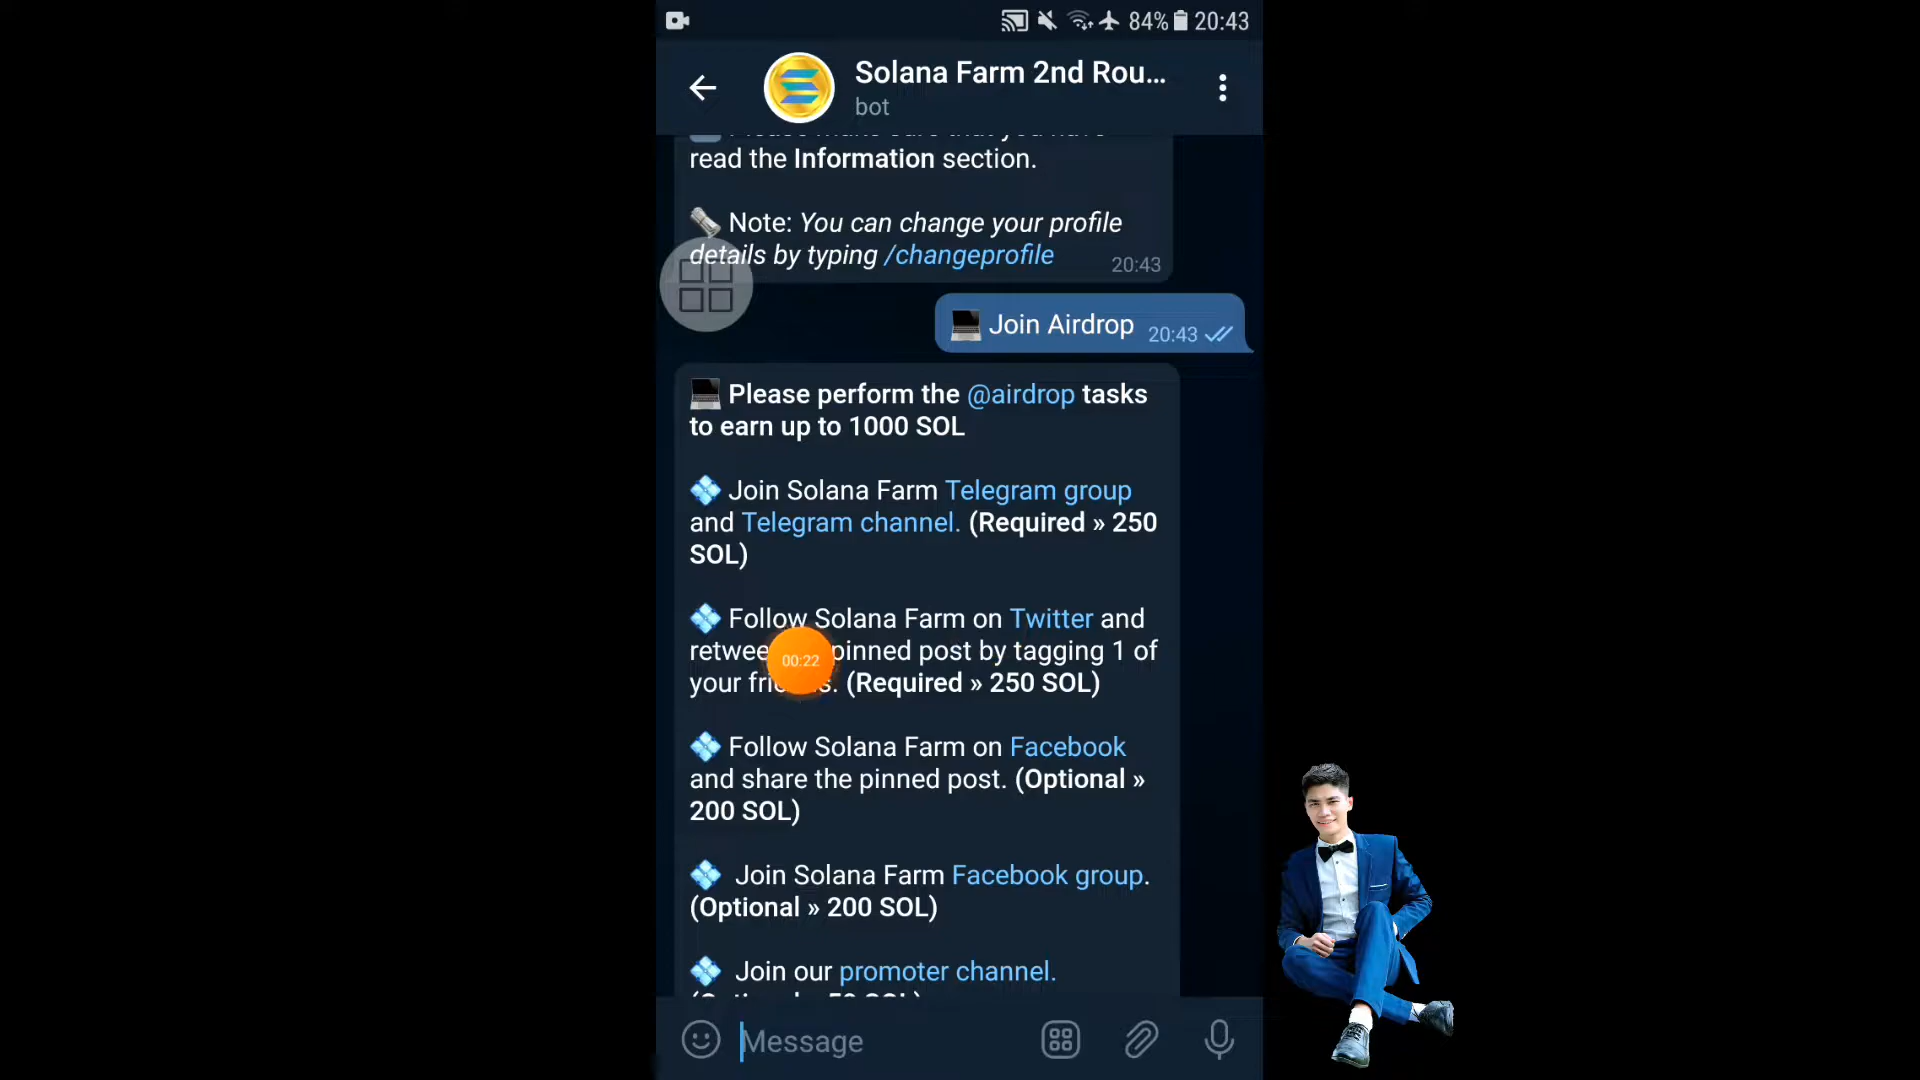 84% 20:43
Solana Farm 2nd Rou...
bot
read the Information section.
Note: You can change your profile
details by typing /changeprofile
20:43
Join Airdrop 20:43
Please perform the @airdrop tasks
to earn up to 1000 SOL
Join Solana Farm Telegram group
and Telegram channel. (Required » 250
SOL)
Follow Solana Farm on Twitter and
pinned post by tagging 1 of
00:22
your (Required » 250 SOL)
Follow Solana Farm on Facebook
and share the pinned post. (Optional »
200 SOL)
Join Solana Farm Facebook group.
(Optional » 200 SOL)
Join our promoter channel.
Message